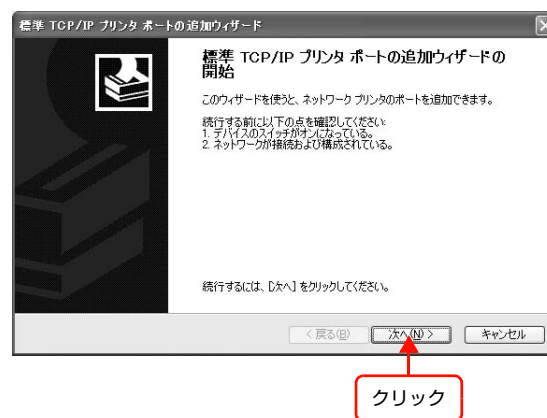 標準 TCP/IP プリンタ ポートの追加ウィザード
標準 TCP/IP プリンタ ポートの追加ウィザードの
開始
このウィザードを使うと、ネットワーク プリンタのポートを追加できます。
続行する前に以下の点を確認してください:
1. デバイスのスイッチがオンになっている。
2. ネットワークが接続および構成されている。
続行するには、[次へ] をクリックしてください。
< 戻る(B)
次へ(N) >
キャンセル
クリック